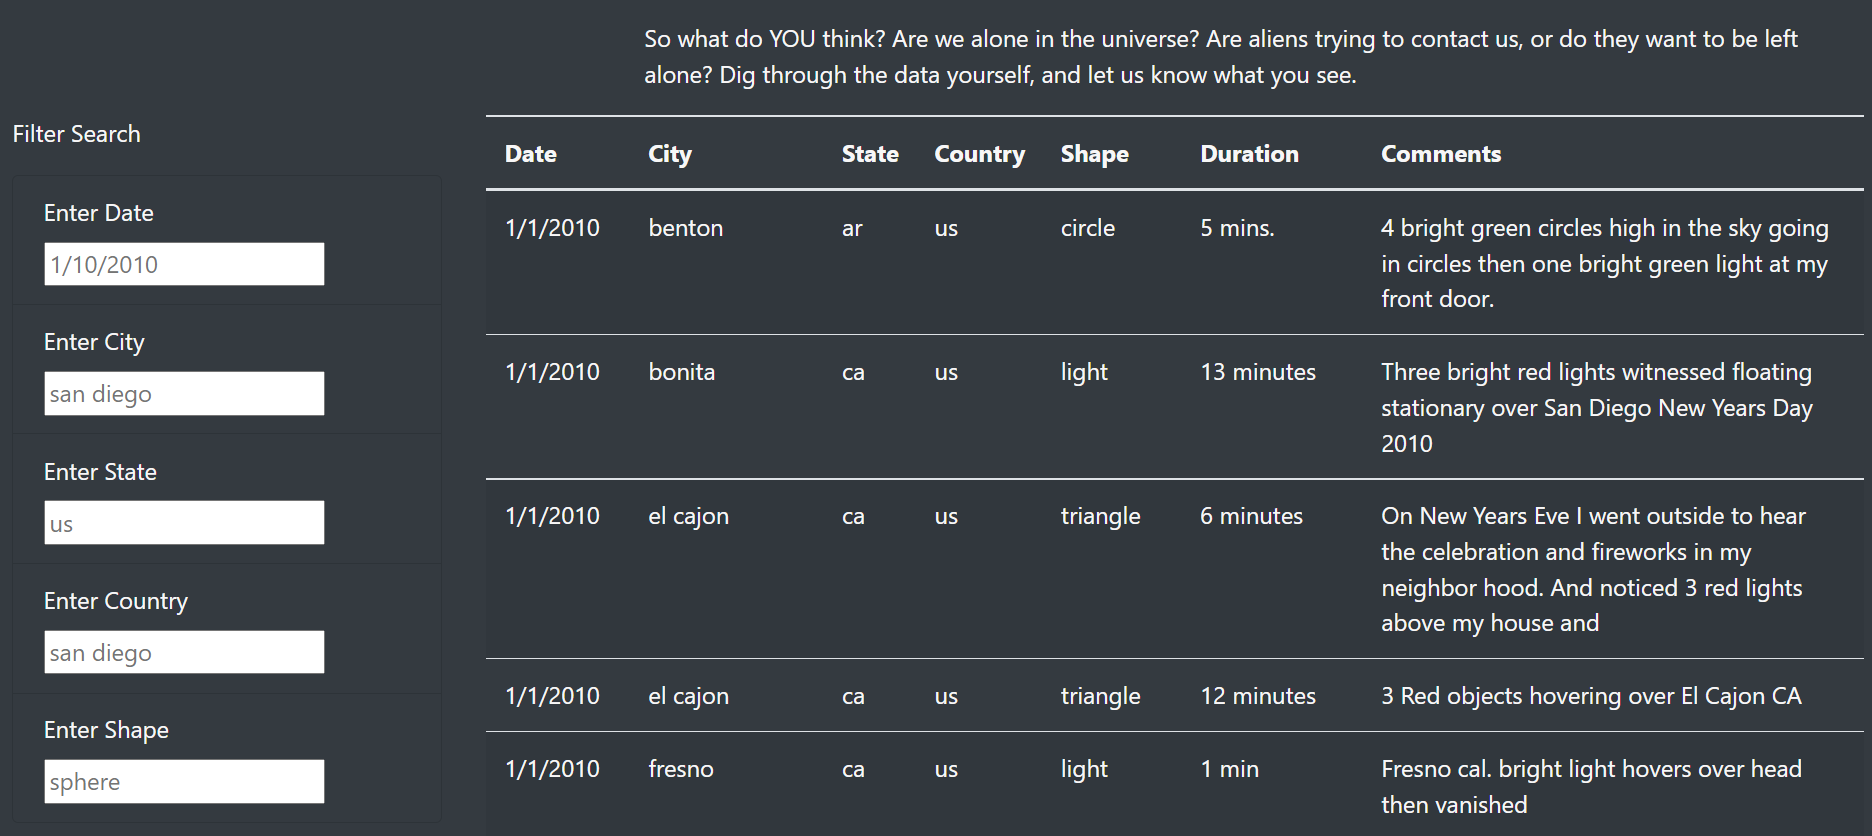 So what do YOU think? Are we alone in the universe? Are aliens trying to contact us, or do they want to be left
alone? Dig through the data yourself, and let us know what you see.
Filter Search
Enter Date
1/10/2010
Enter City
san diego
Enter State
us
Enter Country
san diego
Enter Shape
sphere
Date City State Country Shape Duration Comments
1/1/2010 benton ar us circle 5 mins. 4 bright green circles high in the sky going
in circles then one bright green light at my
front door.
1/1/2010 bonita ca us light 13 minutes Three bright red lights witnessed floating
stationary over San Diego New Years Day
2010
1/1/2010 el cajon ca us triangle 6 minutes On New Years Eve I went outside to hear
the celebration and fireworks in my
neighbor hood. And noticed 3 red lights
above my house and
1/1/2010 el cajon ca us triangle 12 minutes 3 Red objects hovering over El Cajon CA
1/1/2010 fresno ca us light 1 min Fresno cal. bright light hovers over head
then vanished